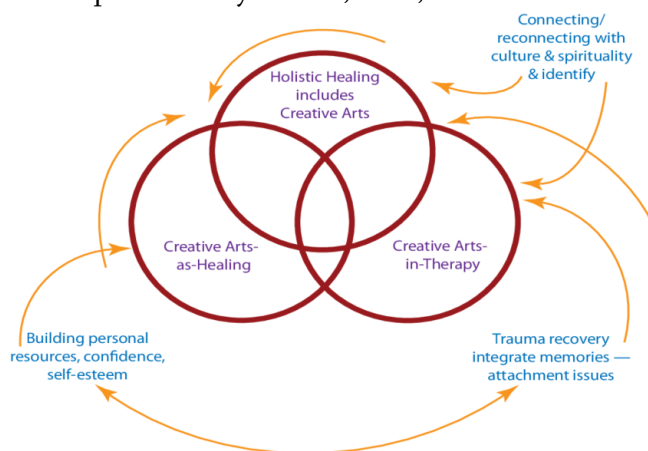 Connecting/
reconnecting with
culture & spirituality
& identify
Holistic Healing
includes
Creative Arts
Creative Arts-
as-Healing
Creative Arts-
in-Therapy
Building personal
resources, confidence,
self-esteem
Trauma recovery
integrate memories —
attachment issues